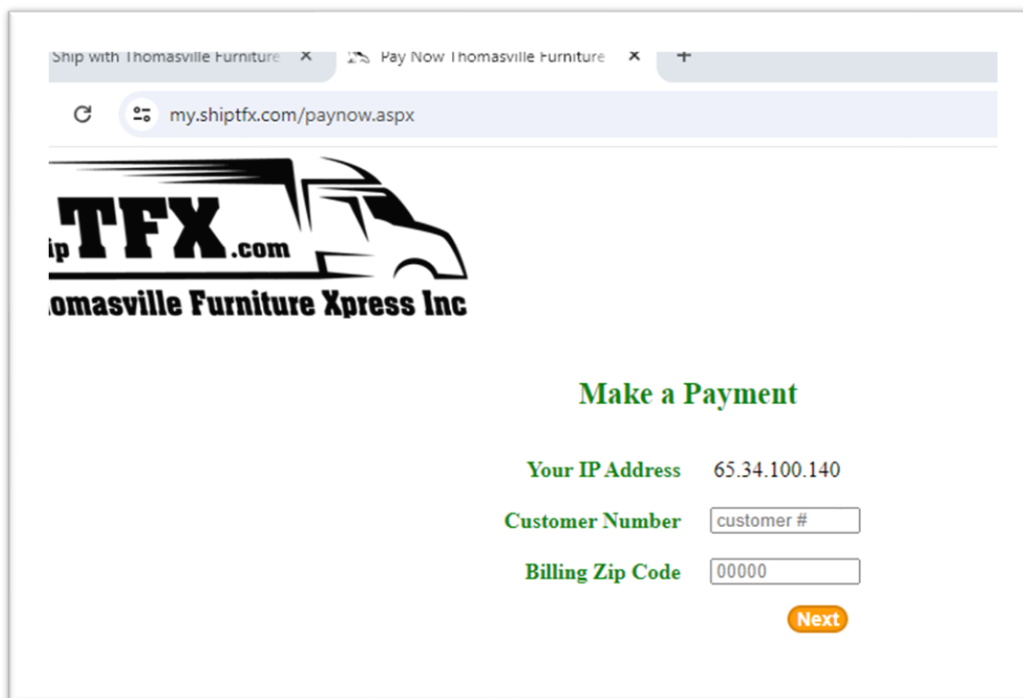 Ship with Thomasville Furniture × Pay Now Thomasville Furniture × +
my.shiptfx.com/paynow.aspx
ip TFX.com
omasville Furniture Xpress Inc
Make a Payment
Your IP Address 65.34.100.140
Customer Number customer #
Billing Zip Code 00000
Next